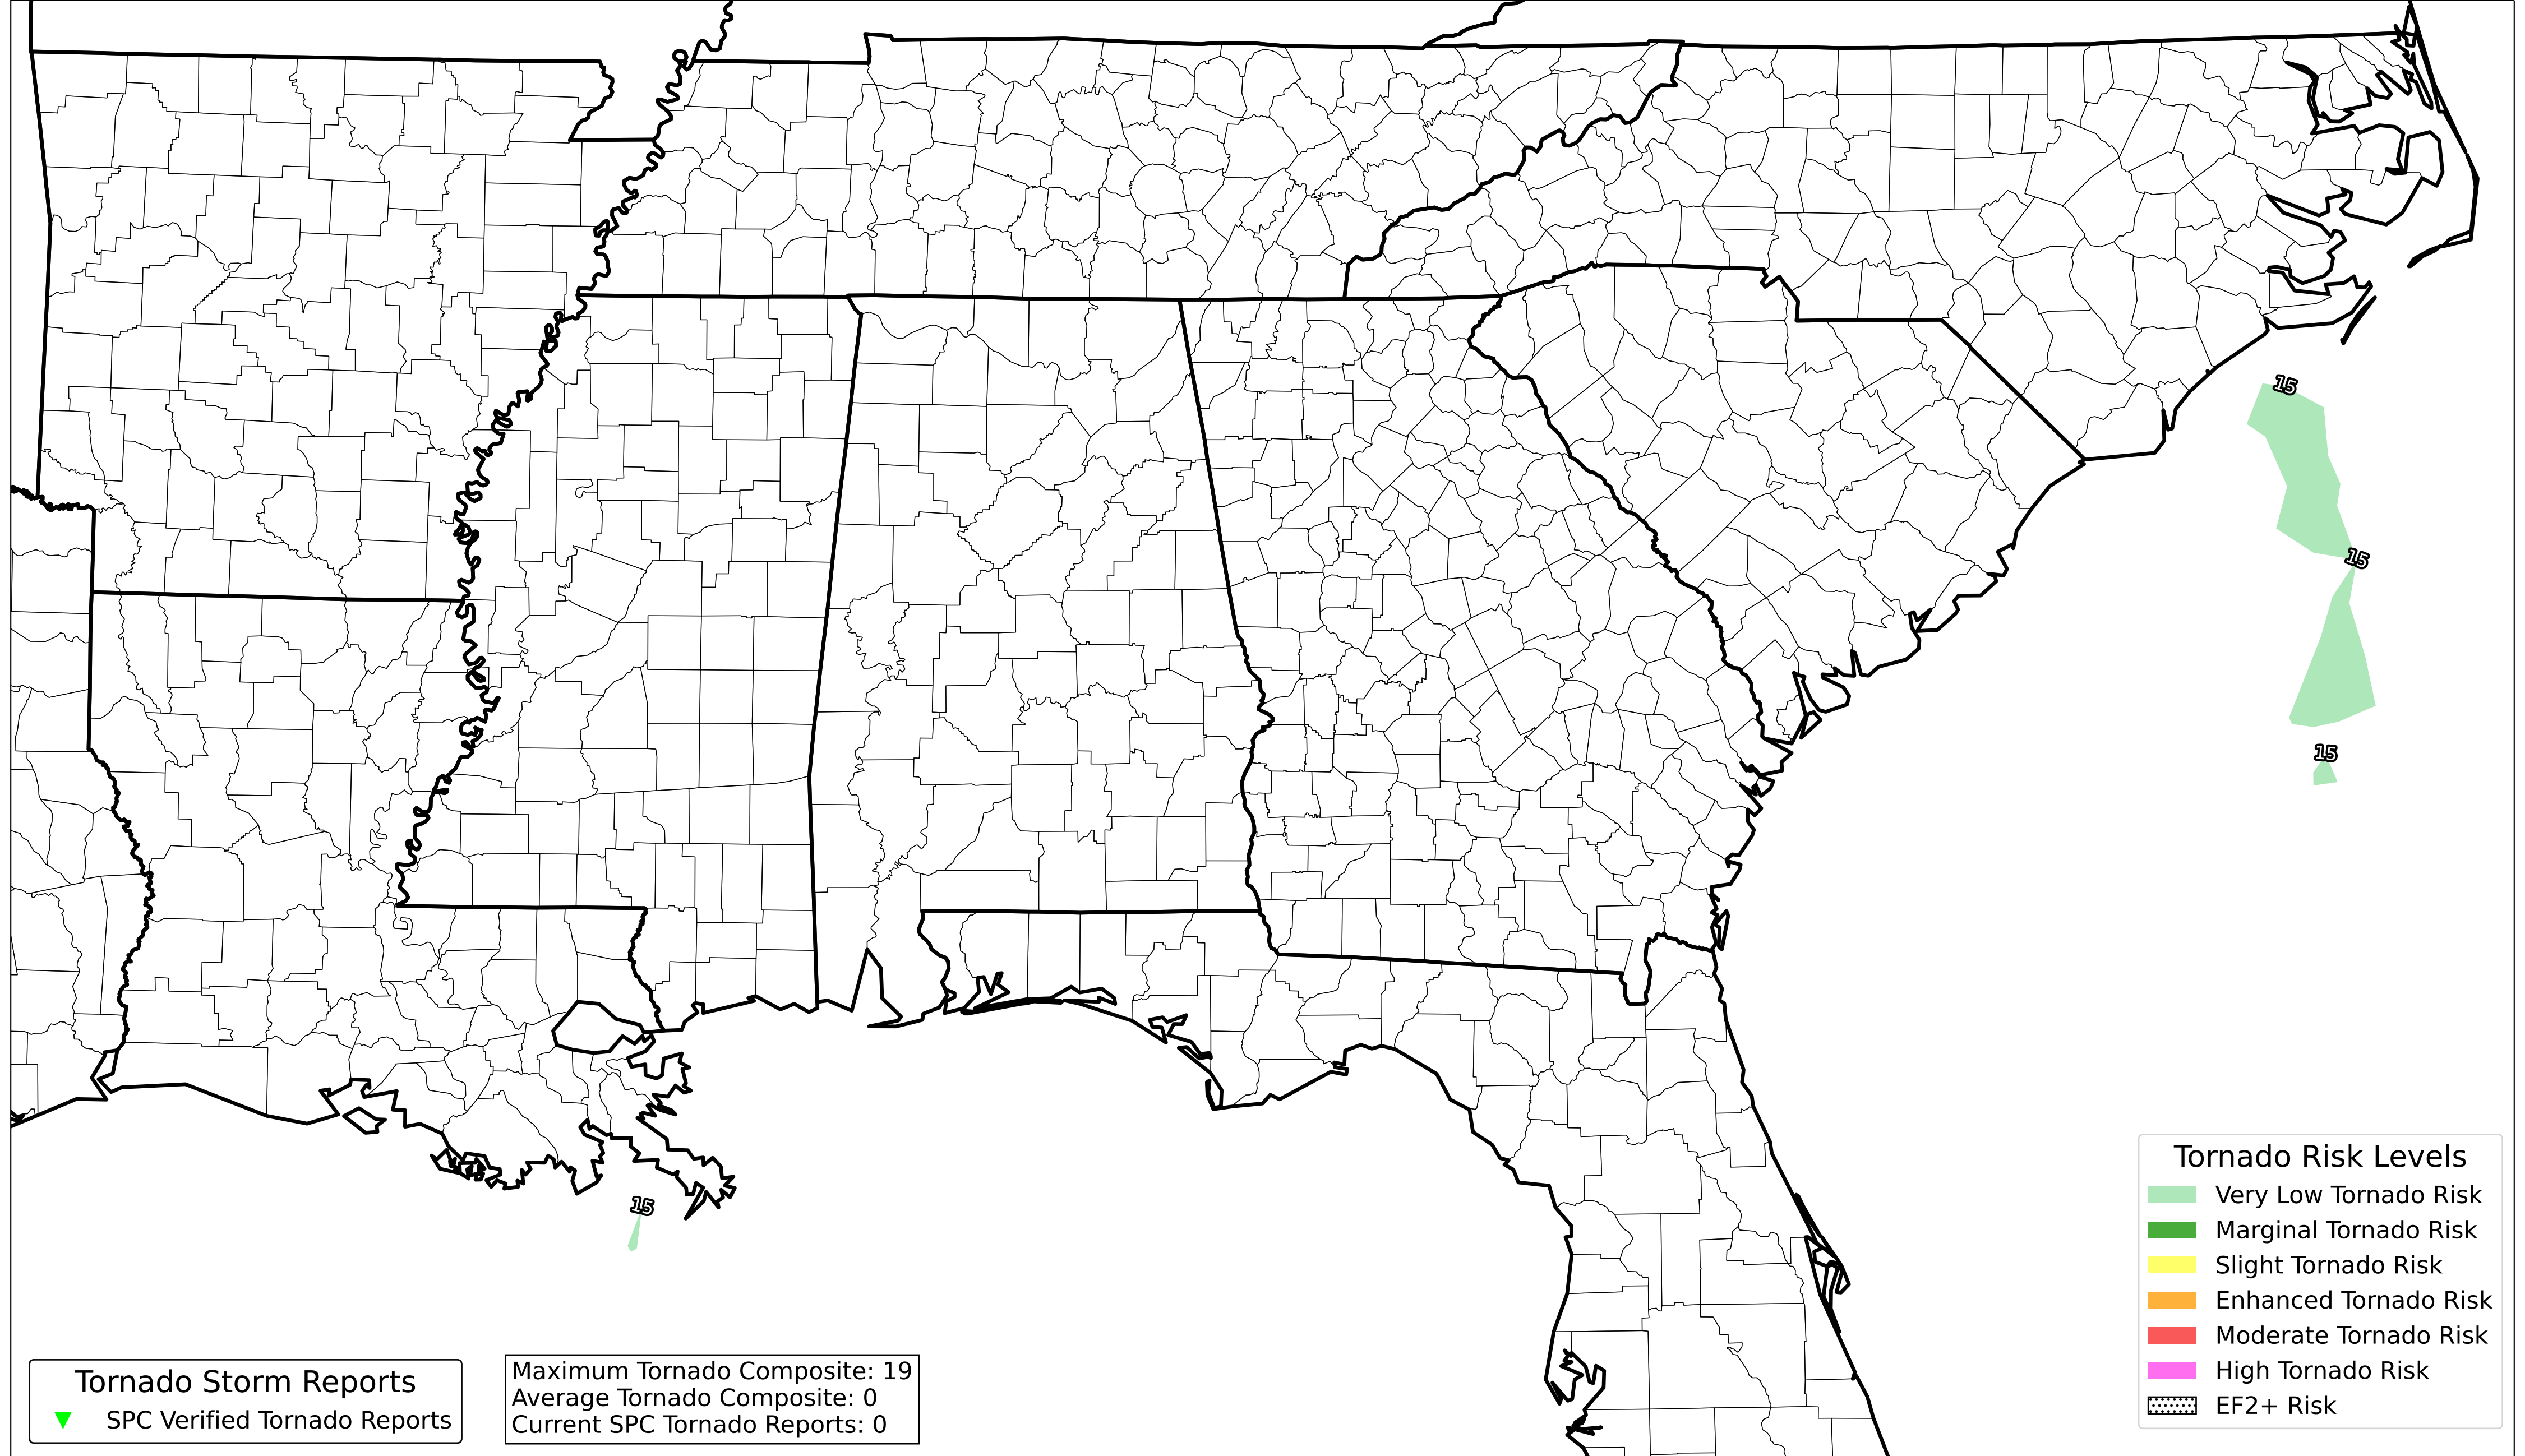 15
15
15
15
Tornado Risk Levels
Very Low Tornado Risk
Marginal Tornado Risk
Slight Tornado Risk
Enhanced Tornado Risk
Moderate Tornado Risk
High Tornado Risk
EF2+ Risk
Tornado Storm Reports
SPC Verified Tornado Reports
Maximum Tornado Composite: 19
Average Tornado Composite: 0
Current SPC Tornado Reports: 0